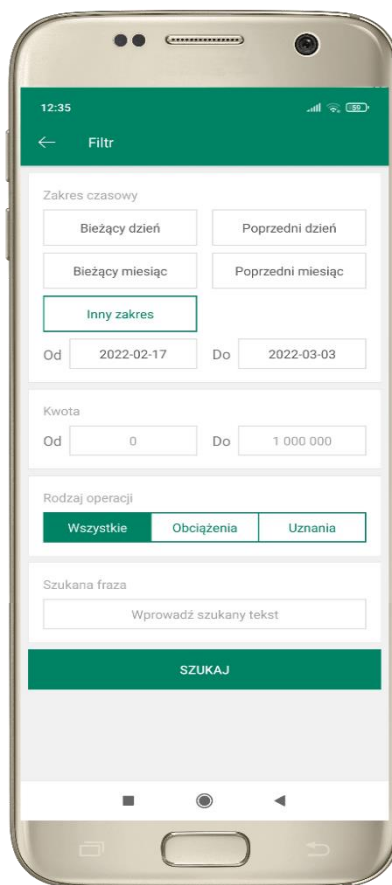 12:35 50
Filtr
Zakres czasowy
Bieżący dzień Poprzedni dzień
Bieżący miesiąc Poprzedni miesiąc
Inny zakres
Od 2022-02-17 Do 2022-03-03
Kwota
Od 0 Do 1 000 000
Rodzaj operacji
Wszystkie Obciążenia Uznania
Szukana fraza
Wprowadź szukany tekst
SZUKAJ